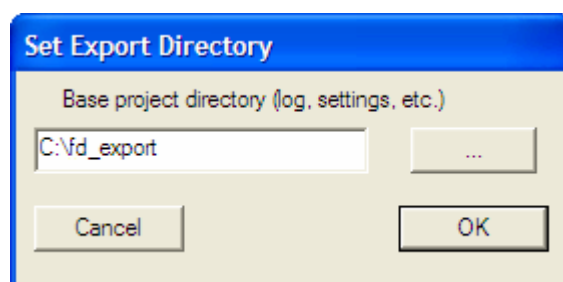 Set Export Directory
Base project directory (log, settings, etc.)
C:\fd_export
...
Cancel
OK